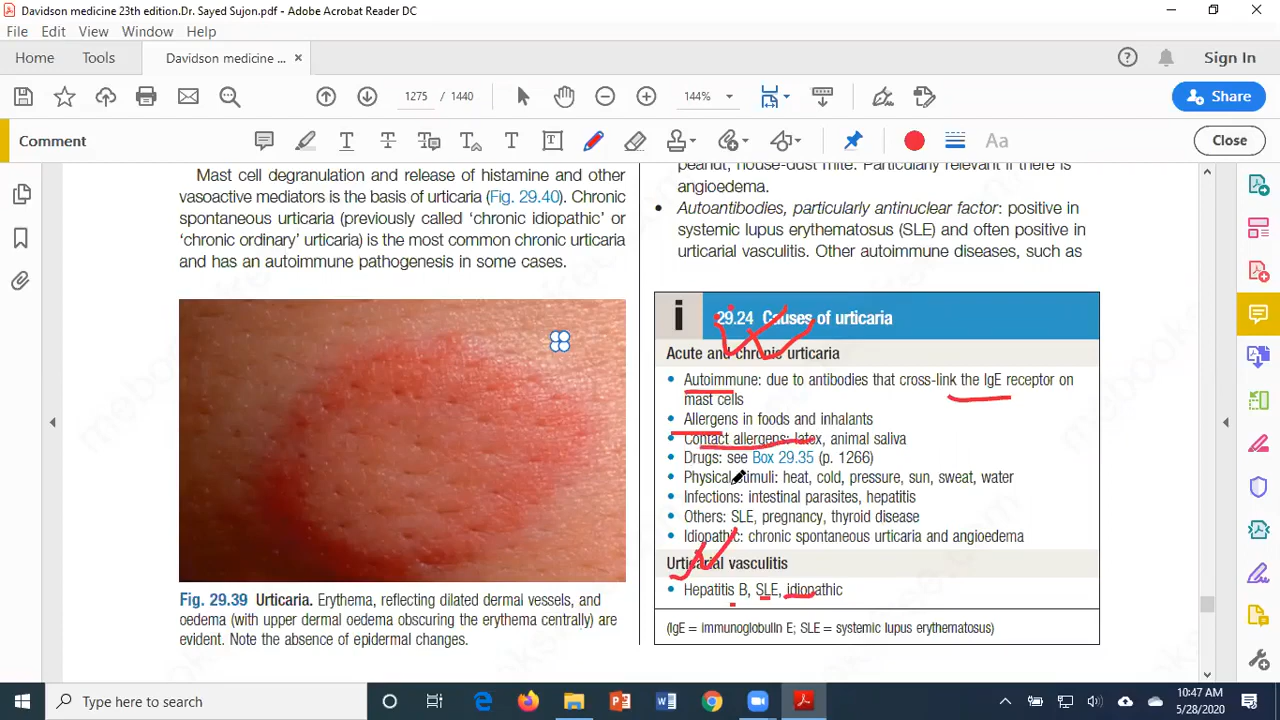 Davidson medicine 23th edition.Dr. Sayed Sujon.pdf - Adobe Acrobat Reader DC
File Edit View Window Help
Home Tools Davidson medicine ... × Sign In
1275 / 1440 144% Share
Comment Aa Close
Mast cell degranulation and release of histamine and other
vasoactive mediators is the basis of urticaria (Fig. 29.40). Chronic
spontaneous urticaria (previously called ‘chronic idiopathic’ or
‘chronic ordinary’ urticaria) is the most common chronic urticaria
and has an autoimmune pathogenesis in some cases.
Fig. 29.39 Urticaria. Erythema, reflecting dilated dermal vessels, and
oedema (with upper dermal oedema obscuring the erythema centrally) are
evident. Note the absence of epidermal changes.
peanut, house-dust mite. Particularly relevant if there is
angioedema.
• Autoantibodies, particularly antinuclear factor: positive in
systemic lupus erythematosus (SLE) and often positive in
urticarial vasculitis. Other autoimmune diseases, such as
i 29.24 Causes of urticaria
Acute and chronic urticaria
• Autoimmune: due to antibodies that cross-link the IgE receptor on
mast cells
• Allergens in foods and inhalants
• Contact allergens: latex, animal saliva
• Drugs: see Box 29.35 (p. 1266)
• Physical stimuli: heat, cold, pressure, sun, sweat, water
• Infections: intestinal parasites, hepatitis
• Others: SLE, pregnancy, thyroid disease
• Idiopathic: chronic spontaneous urticaria and angioedema
Urticarial vasculitis
• Hepatitis B, SLE, idiopathic
(IgE = immunoglobulin E; SLE = systemic lupus erythematosus)
Type here to search
10:47 AM
5/28/2020